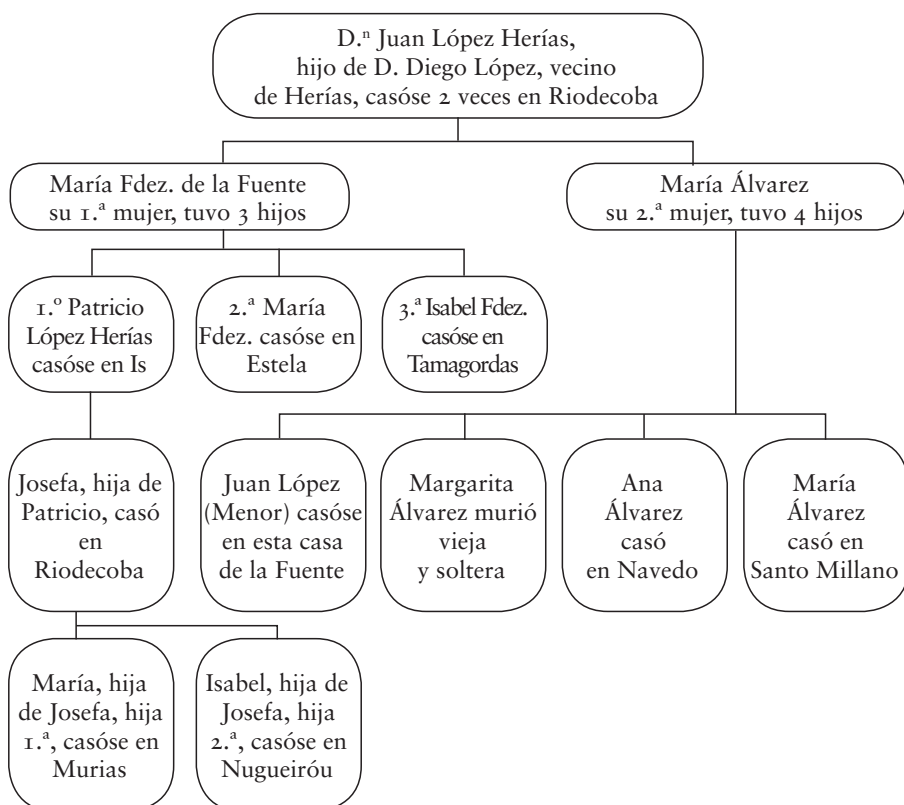 D.ⁿ Juan López Herías,
hijo de D. Diego López, vecino
de Herías, casóse 2 veces en Riodecoba
María Fdez. de la Fuente
su 1.ª mujer, tuvo 3 hijos
María Álvarez
su 2.ª mujer, tuvo 4 hijos
1.º Patricio
López Herías
casóse en Is
2.ª María
Fdez. casóse en
Estela
3.ª Isabel Fdez.
casóse en
Tamagordas
Josefa, hija de
Patricio, casó
en
Riodecoba
Juan López
(Menor) casóse
en esta casa
de la Fuente
Margarita
Álvarez murió
vieja
y soltera
Ana
Álvarez
casó
en Navedo
María
Álvarez
casó en
Santo Millano
María, hija
de Josefa, hija
1.ª, casóse en
Murias
Isabel, hija de
Josefa, hija
2.ª, casóse en
Nugueiróu